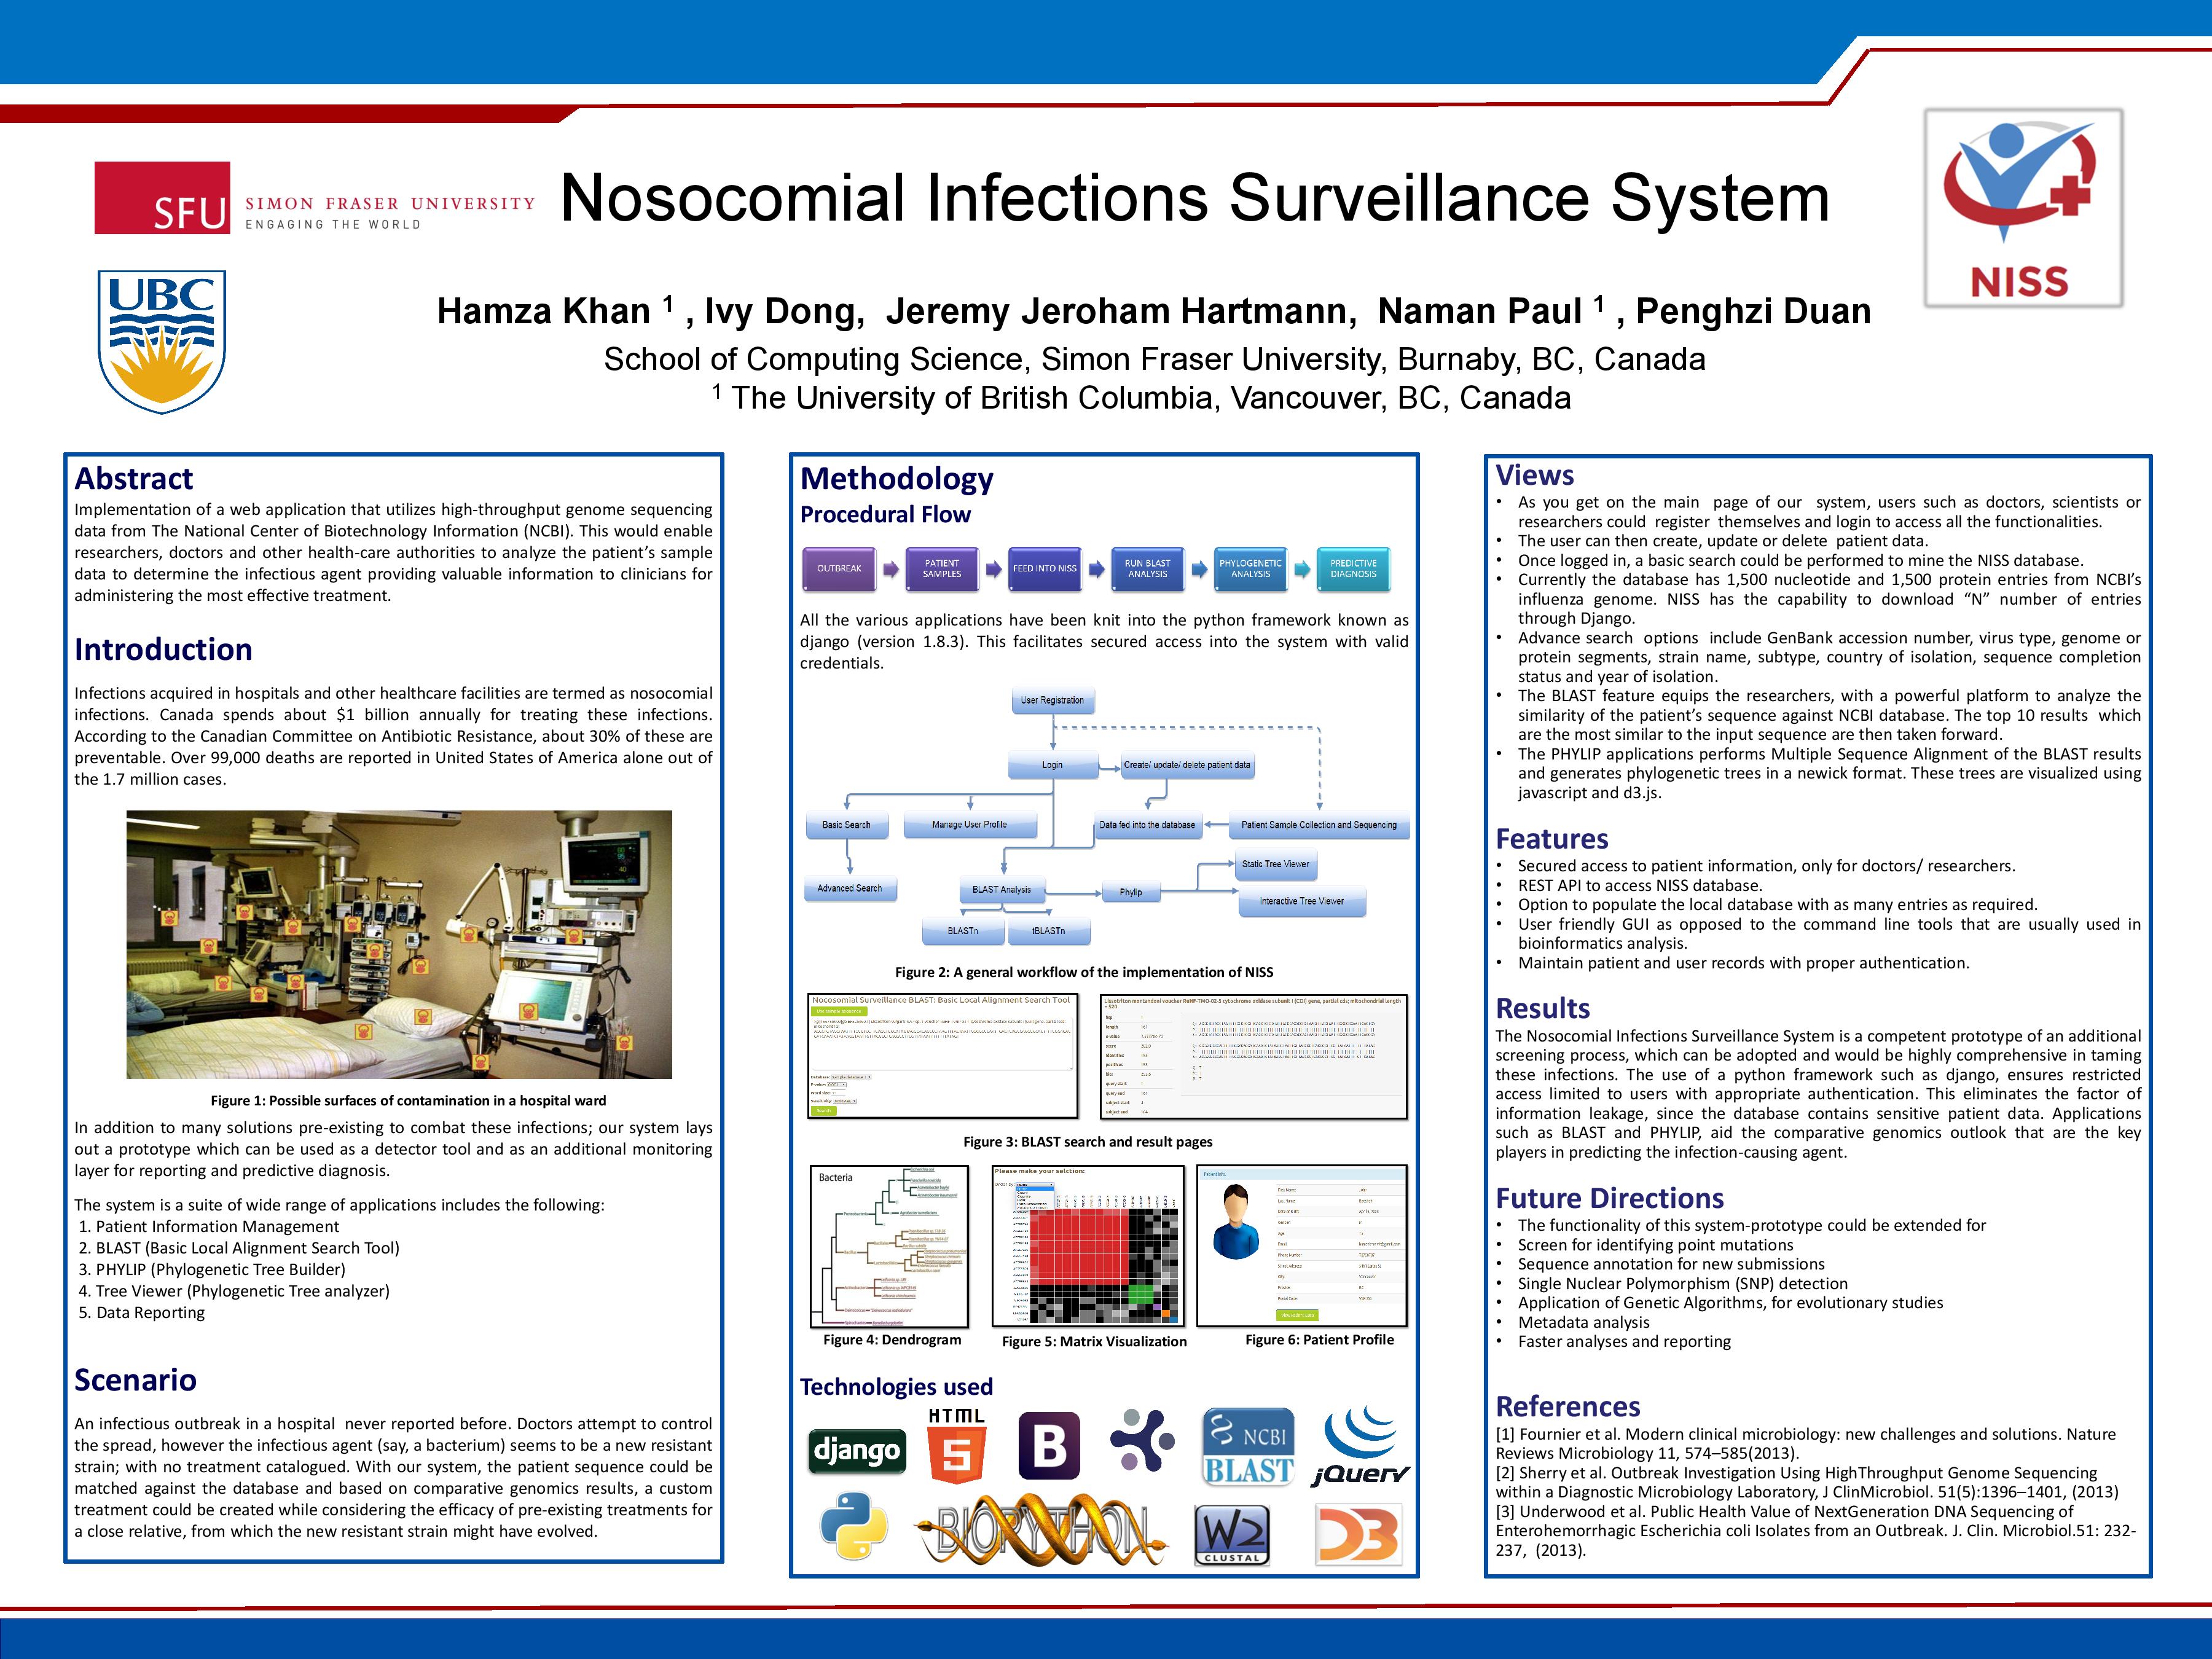 SFU
SIMON FRASER UNIVERSITY
ENGAGING THE WORLD
UBC
Nosocomial Infections Surveillance System
NISS
Hamza Khan 1 , Ivy Dong, Jeremy Jeroham Hartmann, Naman Paul 1 , Penghzi Duan
School of Computing Science, Simon Fraser University, Burnaby, BC, Canada
1 The University of British Columbia, Vancouver, BC, Canada
Abstract
Implementation of a web application that utilizes high-throughput genome sequencing
data from The National Center of Biotechnology Information (NCBI). This would enable
researchers, doctors and other health-care authorities to analyze the patient's sample
data to determine the infectious agent providing valuable information to clinicians for
administering the most effective treatment.
Introduction
Infections acquired in hospitals and other healthcare facilities are termed as nosocomial
infections. Canada spends about $1 billion annually for treating these infections.
According to the Canadian Committee on Antibiotic Resistance, about 30% of these are
preventable. Over 99,000 deaths are reported in United States of America alone out of
the 1.7 million cases.
Figure 1: Possible surfaces of contamination in a hospital ward
In addition to many solutions pre-existing to combat these infections; our system lays
out a prototype which can be used as a detector tool and as an additional monitoring
layer for reporting and predictive diagnosis.
The system is a suite of wide range of applications includes the following:
1. Patient Information Management
2. BLAST (Basic Local Alignment Search Tool)
3. PHYLIP (Phylogenetic Tree Builder)
4. Tree Viewer (Phylogenetic Tree analyzer)
5. Data Reporting
Scenario
An infectious outbreak in a hospital never reported before. Doctors attempt to control
the spread, however the infectious agent (say, a bacterium) seems to be a new resistant
strain; with no treatment catalogued. With our system, the patient sequence could be
matched against the database and based on comparative genomics results, a custom
treatment could be created while considering the efficacy of pre-existing treatments for
a close relative, from which the new resistant strain might have evolved.
Methodology
Procedural Flow
OUTBREAK
PATIENT SAMPLES
FEED INTO NISS
RUN BLAST ANALYSIS
PHYLOGENETIC ANALYSIS
PREDICTIVE DIAGNOSIS
All the various applications have been knit into the python framework known as
django (version 1.8.3). This facilitates secured access into the system with valid
credentials.
User Registration
Login
Create/ update/ delete patient data
Basic Search
Manage User Profile
Data fed into the database
Patient Sample Collection and Sequencing
Static Tree Viewer
Advanced Search
BLAST Analysis
Phylip
Interactive Tree Viewer
BLASTn
tBLASTn
Figure 2: A general workflow of the implementation of NISS
Nocosomial Surveillance BLAST: Basic Local Alignment Search Tool
Figure 3: BLAST search and result pages
Bacteria
Please make your selction:
Figure 4: Dendrogram
Figure 5: Matrix Visualization
Figure 6: Patient Profile
Technologies used
django
HTML
5
B
NCBI
BLAST
jQuery
BIOPYTHON
W2
CLUSTAL
D3
Views
• As you get on the main page of our system, users such as doctors, scientists or
researchers could register themselves and login to access all the functionalities.
• The user can then create, update or delete patient data.
• Once logged in, a basic search could be performed to mine the NISS database.
• Currently the database has 1,500 nucleotide and 1,500 protein entries from NCBI's
influenza genome. NISS has the capability to download “N” number of entries
through Django.
• Advance search options include GenBank accession number, virus type, genome or
protein segments, strain name, subtype, country of isolation, sequence completion
status and year of isolation.
• The BLAST feature equips the researchers, with a powerful platform to analyze the
similarity of the patient's sequence against NCBI database. The top 10 results which
are the most similar to the input sequence are then taken forward.
• The PHYLIP applications performs Multiple Sequence Alignment of the BLAST results
and generates phylogenetic trees in a newick format. These trees are visualized using
javascript and d3.js.
Features
• Secured access to patient information, only for doctors/ researchers.
• REST API to access NISS database.
• Option to populate the local database with as many entries as required.
• User friendly GUI as opposed to the command line tools that are usually used in
bioinformatics analysis.
• Maintain patient and user records with proper authentication.
Results
The Nosocomial Infections Surveillance System is a competent prototype of an additional
screening process, which can be adopted and would be highly comprehensive in taming
these infections. The use of a python framework such as django, ensures restricted
access limited to users with appropriate authentication. This eliminates the factor of
information leakage, since the database contains sensitive patient data. Applications
such as BLAST and PHYLIP, aid the comparative genomics outlook that are the key
players in predicting the infection-causing agent.
Future Directions
• The functionality of this system-prototype could be extended for
• Screen for identifying point mutations
• Sequence annotation for new submissions
• Single Nuclear Polymorphism (SNP) detection
• Application of Genetic Algorithms, for evolutionary studies
• Metadata analysis
• Faster analyses and reporting
References
[1] Fournier et al. Modern clinical microbiology: new challenges and solutions. Nature
Reviews Microbiology 11, 574–585(2013).
[2] Sherry et al. Outbreak Investigation Using HighThroughput Genome Sequencing
within a Diagnostic Microbiology Laboratory, J ClinMicrobiol. 51(5):1396–1401, (2013)
[3] Underwood et al. Public Health Value of NextGeneration DNA Sequencing of
Enterohemorrhagic Escherichia coli Isolates from an Outbreak. J. Clin. Microbiol.51: 232-
237, (2013).